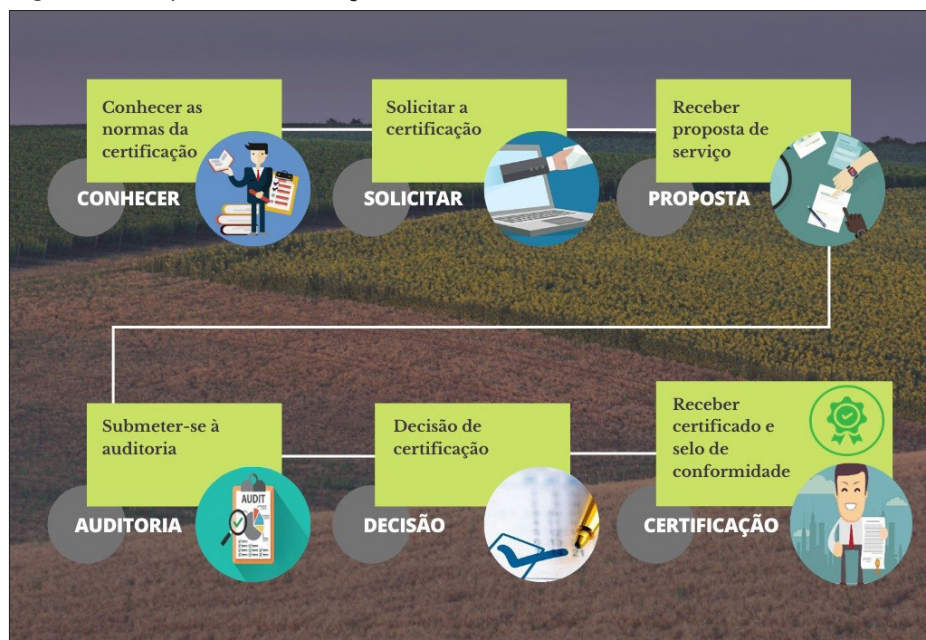 Conhecer as
normas da
certificação
CONHECER
Solicitar a
certificação
SOLICITAR
Receber
proposta de
serviço
PROPOSTA
Submeter-se à
auditoria
AUDIT
AUDITORIA
Decisão de
certificação
DECISÃO
Receber
certificado e
selo de
conformidade
CERTIFICAÇÃO